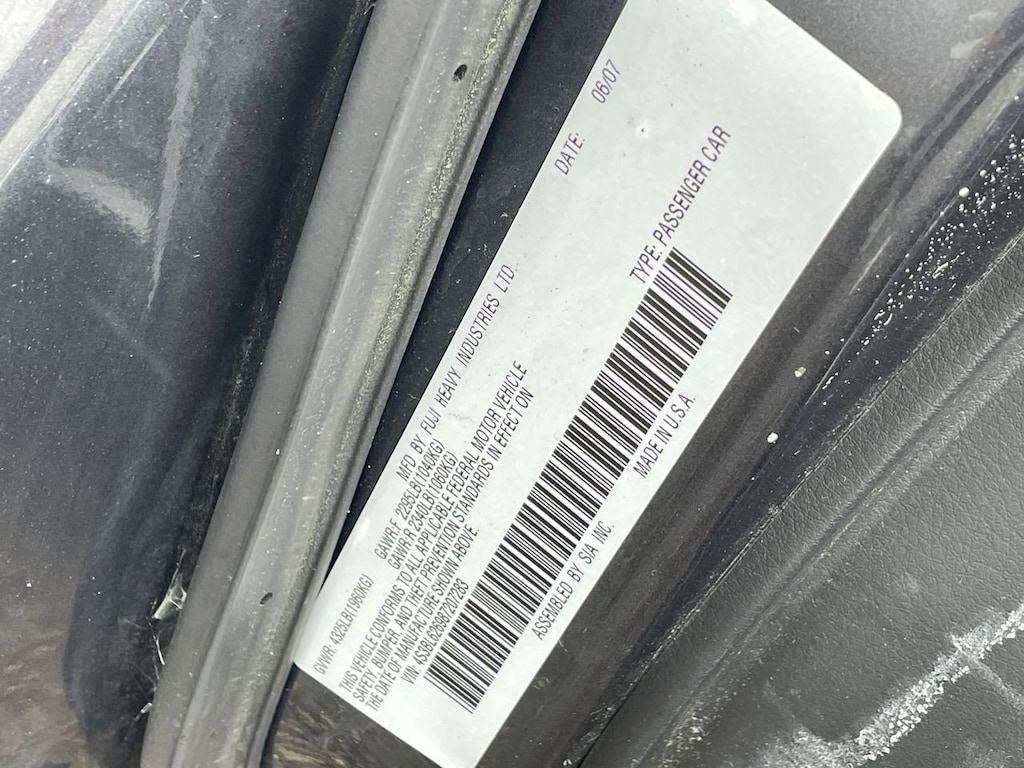 MFD BY FUJI HEAVY INDUSTRIES LTD. DATE: 06/07
GVWR: 4325LB(1960KG) GAWR-F 2295LB(1040KG)
GAWR-R 2340LB(1060KG)
THIS VEHICLE CONFORMS TO ALL APPLICABLE FEDERAL MOTOR VEHICLE
SAFETY BUMPER, AND THEFT PREVENTION STANDARDS IN EFFECT ON
THE DATE OF MANUFACTURE SHOWN ABOVE.
VIN: TYPE: PASSENGER CAR
ASSEMBLED BY SIA INC. MADE IN U.S.A.